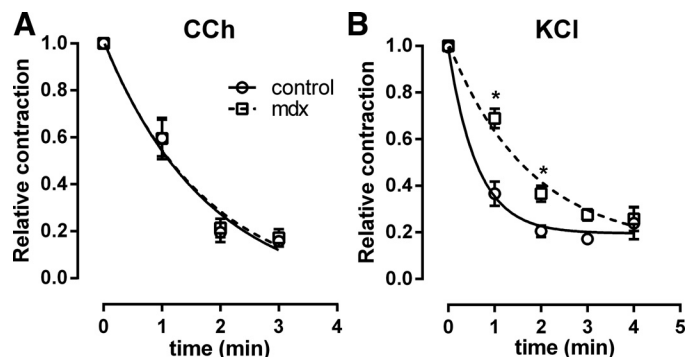 A
CCh
Relative contraction
1.0
0.8
0.6
0.4
0.2
0.0
control
mdx
0
1
2
3
4
time (min)
B
KCl
Relative contraction
1.0
0.8
0.6
0.4
0.2
0.0
*
*
0
1
2
3
4
5
time (min)